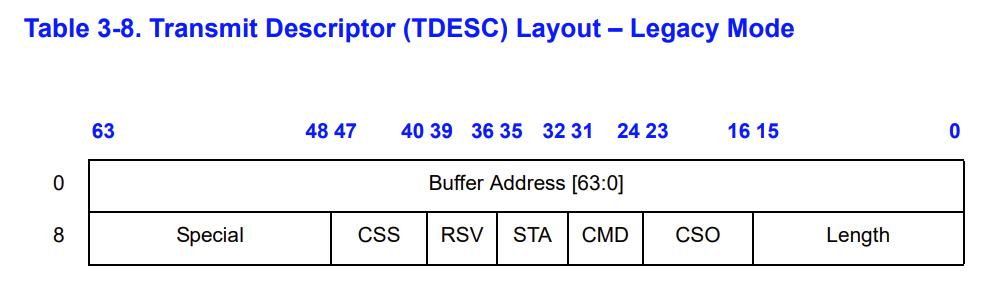 Table 3-8. Transmit Descriptor (TDESC) Layout – Legacy Mode
63 48 47 40 39 36 35 32 31 24 23 16 15 0
0 Buffer Address [63:0]
8 Special CSS RSV STA CMD CSO Length